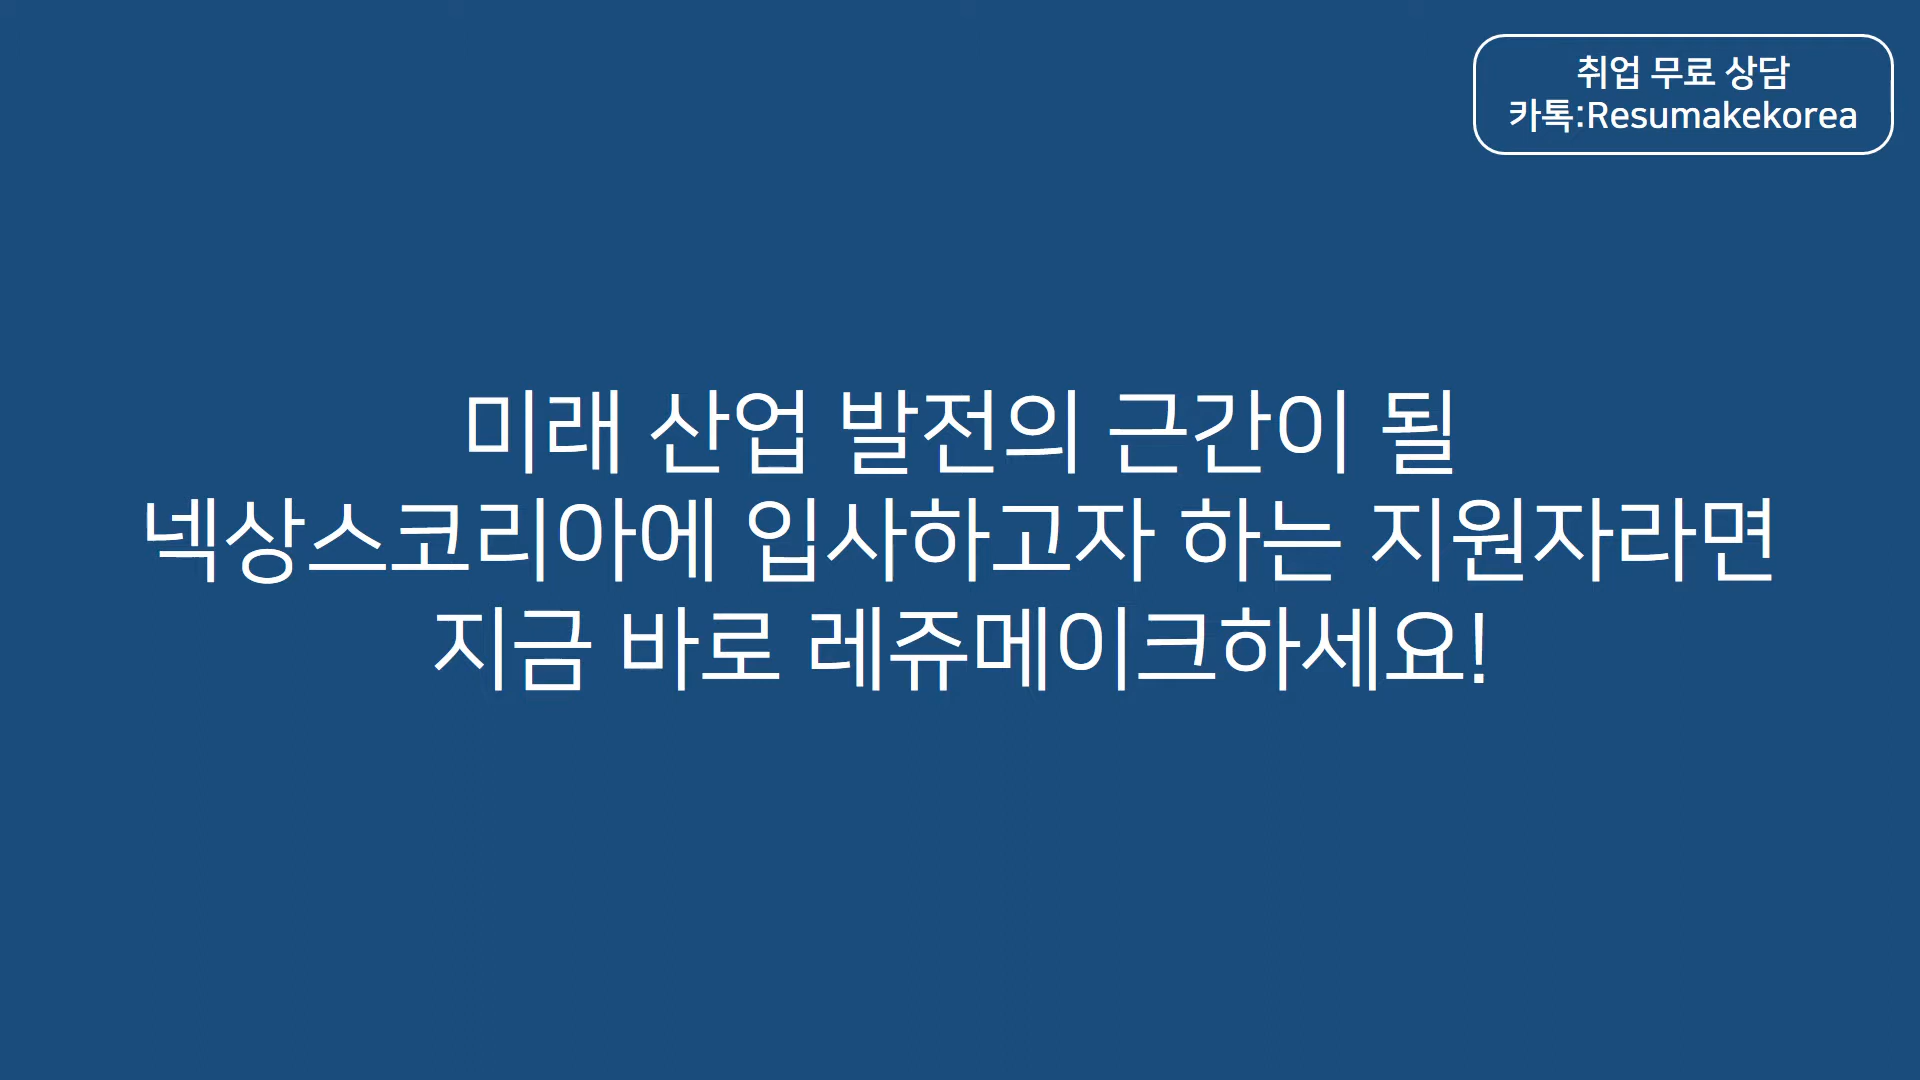 취업 무료 상담
카톡:Resumakekorea
미래 산업 발전의 근간이 될
넥상스코리아에 입사하고자 하는 지원자라면
지금 바로 레쥬메이크하세요!